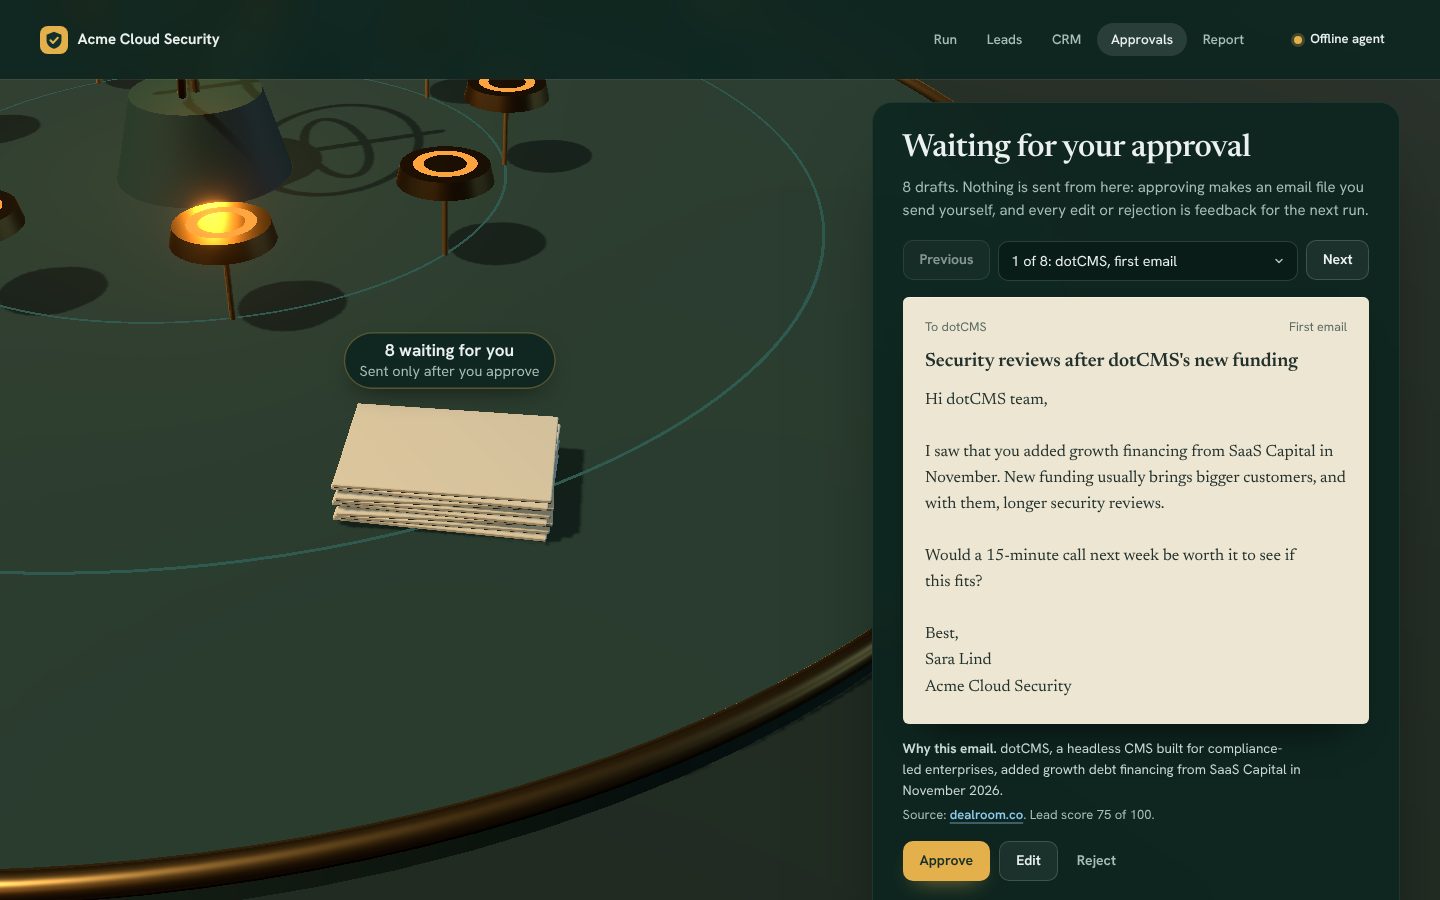 Acme Cloud Security
Run
Leads
CRM
Approvals
Report
Offline agent
8 waiting for you
Sent only after you approve
Waiting for your approval
8 drafts. Nothing is sent from here: approving makes an email file you
send yourself, and every edit or rejection is feedback for the next run.
Previous
1 of 8: dotCMS, first email
Next
To dotCMS
First email
Security reviews after dotCMS's new funding
Hi dotCMS team,
I saw that you added growth financing from SaaS Capital in
November. New funding usually brings bigger customers, and
with them, longer security reviews.
Would a 15-minute call next week be worth it to see if
this fits?
Best,
Sara Lind
Acme Cloud Security
Why this email. dotCMS, a headless CMS built for compliance-
led enterprises, added growth debt financing from SaaS Capital in
November 2026.
Source: dealroom.co. Lead score 75 of 100.
Approve
Edit
Reject